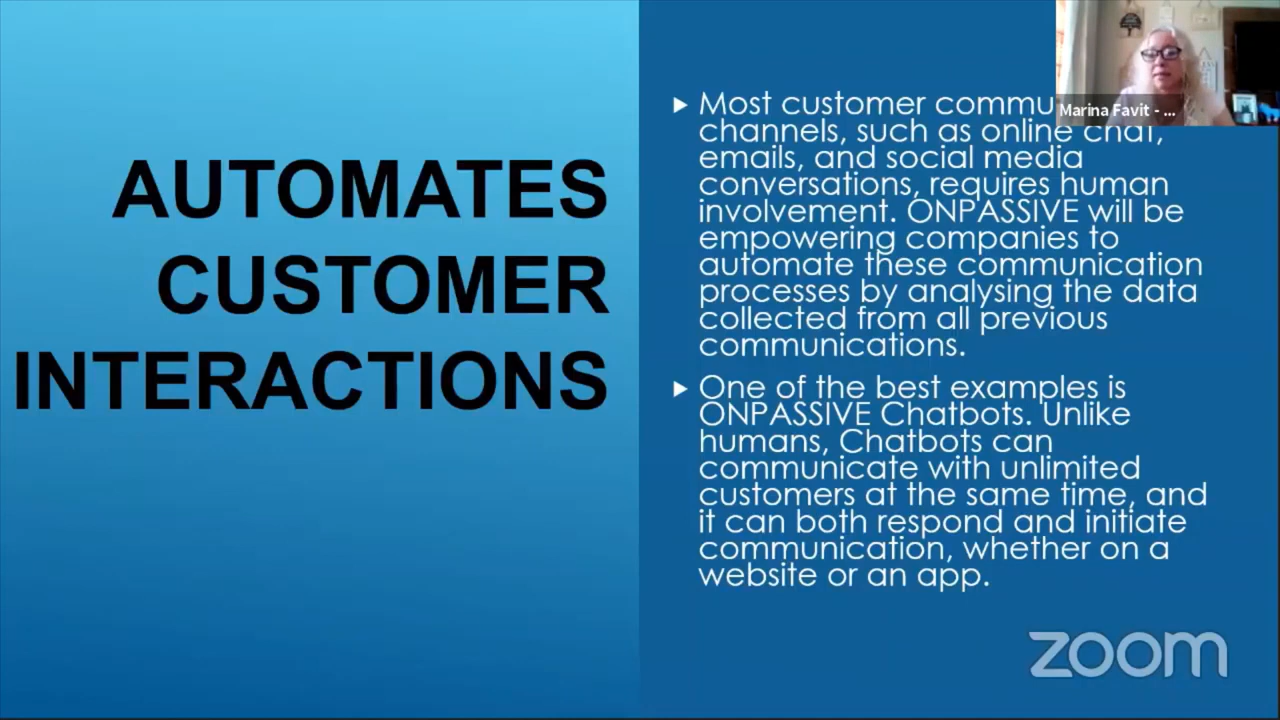 AUTOMATES
CUSTOMER
INTERACTIONS
Most customer
channels, such as online chat,
emails, and social media
conversations, requires human
involvement. ONPASSIVE will be
empowering companies to
automate these communication
processes by analysing the data
collected from all previous
communications.
One of the best examples is
ONPASSIVE Chatbots. Unlike
humans, Chatbots can
communicate with unlimited
customers at the same time, and
it can both respond and initiate
communication, whether on a
website or an app.
Marina Favit - ...
zoom